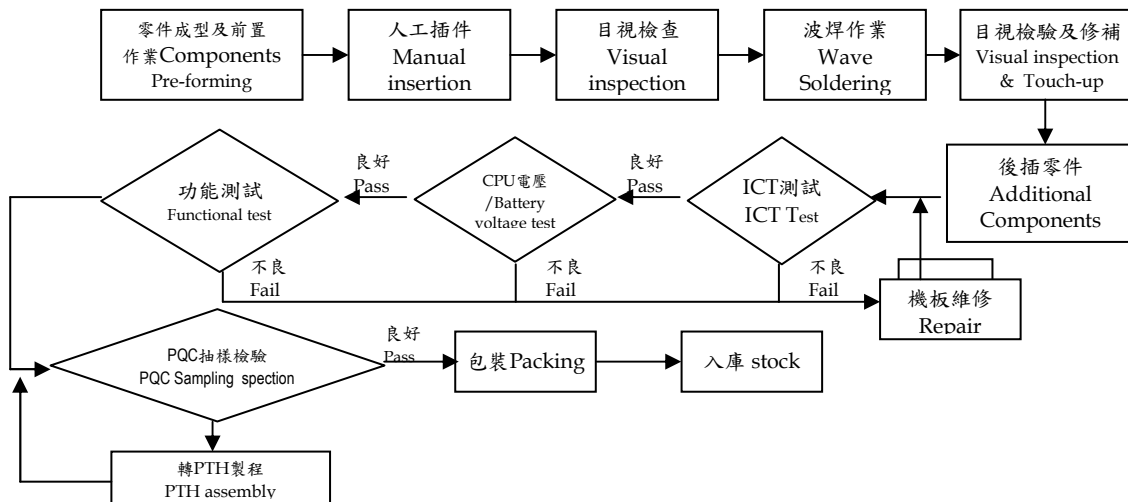 零件成型及前置
作業Components
Pre-forming
人工插件
Manual
insertion
目視檢查
Visual
inspection
波焊作業
Wave
Soldering
目視檢驗及修補
Visual inspection
& Touch-up
功能測試
Functional test
良好
Pass
CPU電壓
/Battery
voltage test
良好
Pass
ICT測試
ICT Test
後插零件
Additional
Components
不良
Fail
不良
Fail
不良
Fail
機板維修
Repair
PQC抽樣檢驗
PQC Sampling spection
良好
Pass
包裝Packing
入庫 stock
轉PTH製程
PTH assembly